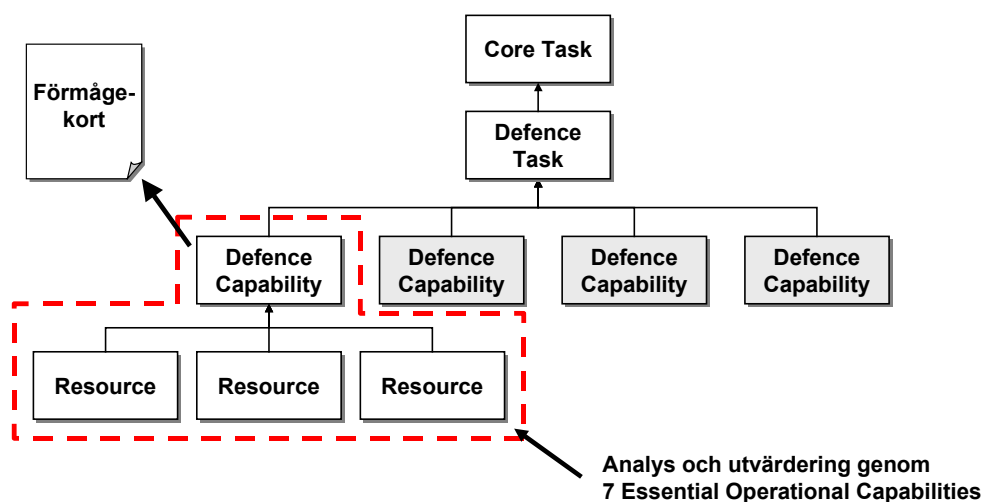 Core Task
Förmåge-
kort
Defence
Task
Defence
Capability
Defence
Capability
Defence
Capability
Defence
Capability
Resource
Resource
Resource
Analys och utvärdering genom
7 Essential Operational Capabilities